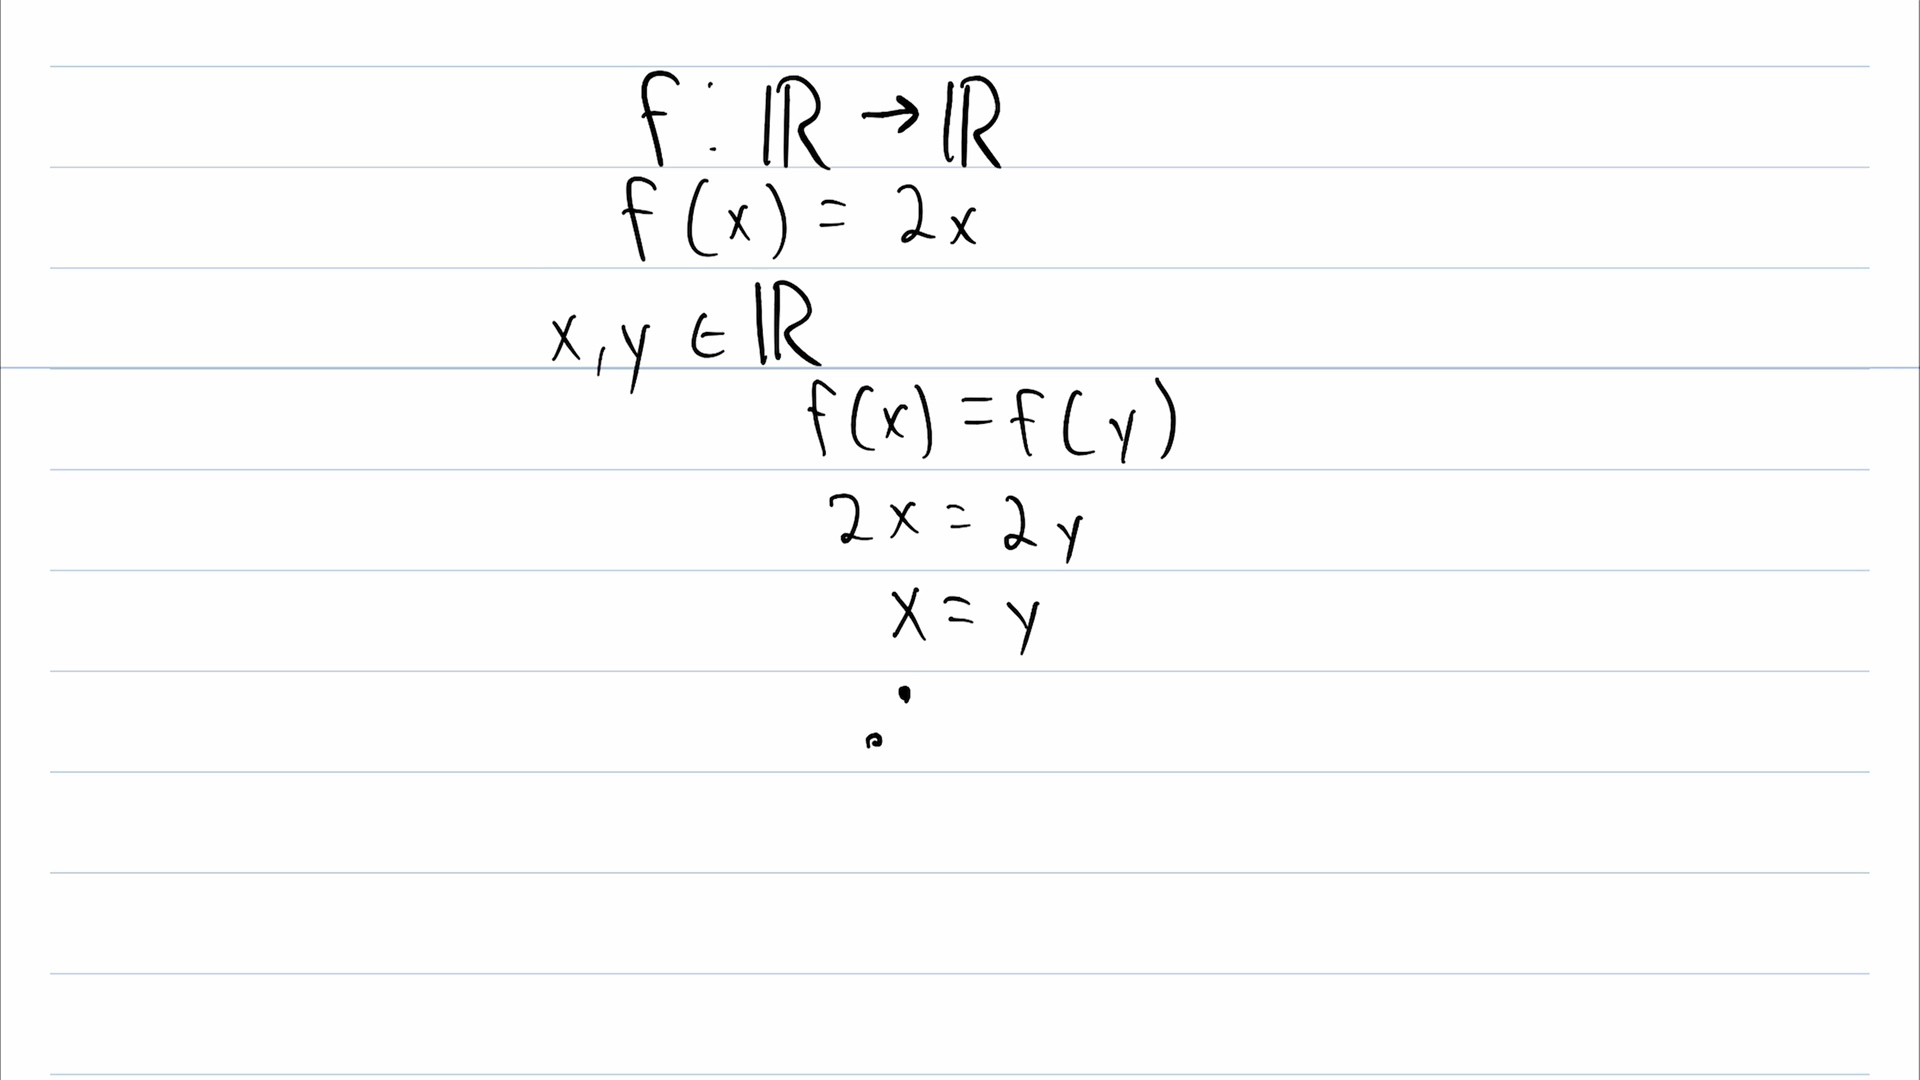 f: ℝ → ℝ
f(x) = 2x
x, y ∈ ℝ
f(x) = f(y)
2x = 2y
x = y